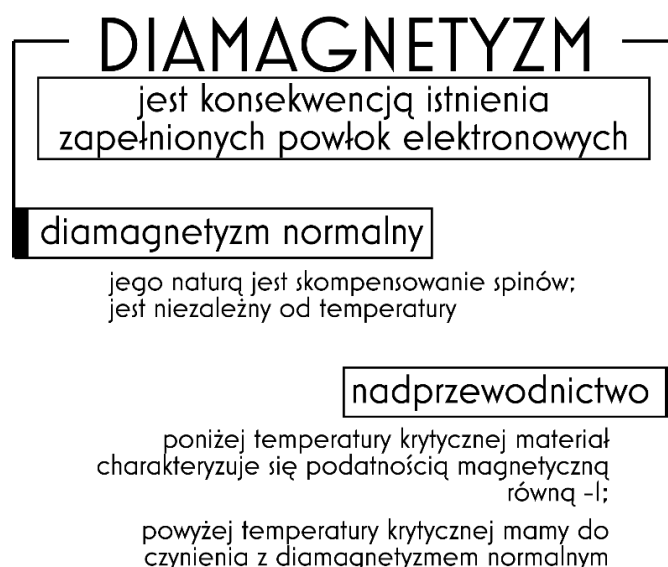 DIAMAGNETYZM
jest konsekwencją istnienia
zapełnionych powłok elektronowych
diamagnetyzm normalny
jego naturą jest skompensowanie spinów;
jest niezależny od temperatury
nadprzewodnictwo
poniżej temperatury krytycznej materiał
charakteryzuje się podatnością magnetyczną
równą -1;
powyżej temperatury krytycznej mamy do
czynienia z diamagnetyzmem normalnym